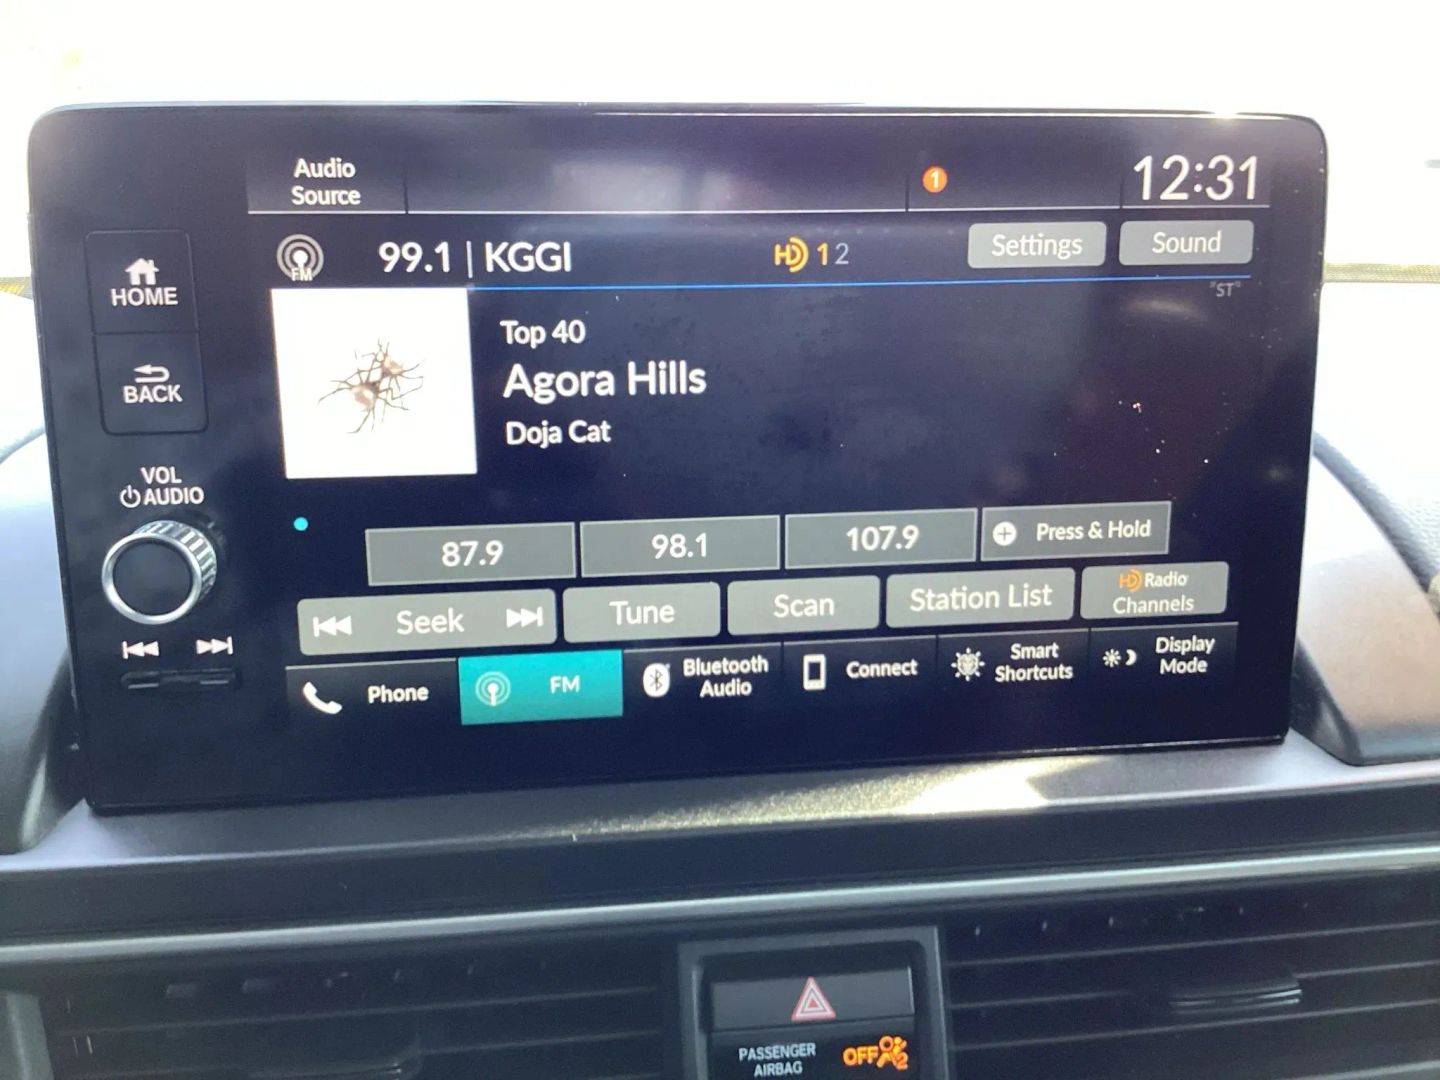 Audio
Source
1
12:31
FM
99.1 | KGGI
HD 1 2
Settings
Sound
"ST"
HOME
BACK
Top 40
Agora Hills
Doja Cat
VOL
AUDIO
87.9
98.1
107.9
Press & Hold
Seek
Tune
Scan
Station List
HD Radio
Channels
Phone
FM
Bluetooth
Audio
Connect
Smart
Shortcuts
Display
Mode
PASSENGER
AIRBAG
OFF
2